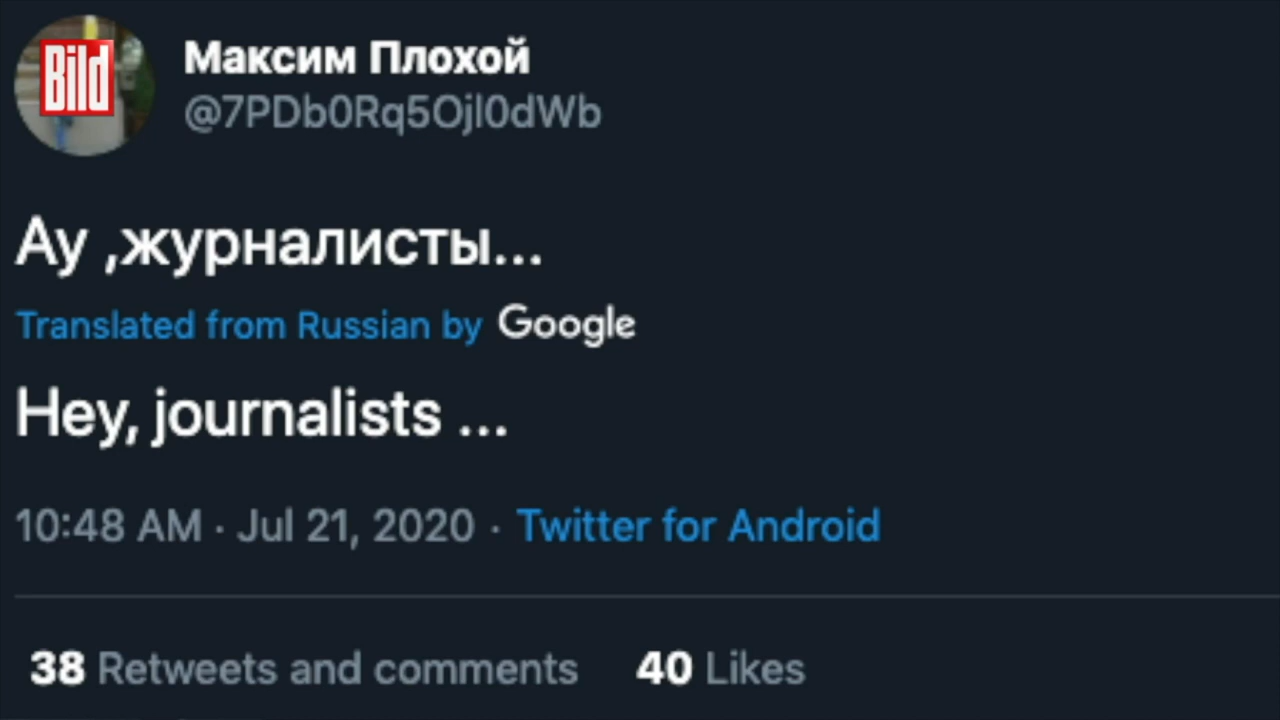 Bild
Максим Плохой
@7PDb0Rq5Ojl0dWb
Ау ,журналисты...
Translated from Russian by Google
Hey, journalists ...
10:48 AM · Jul 21, 2020 · Twitter for Android
38 Retweets and comments 40 Likes